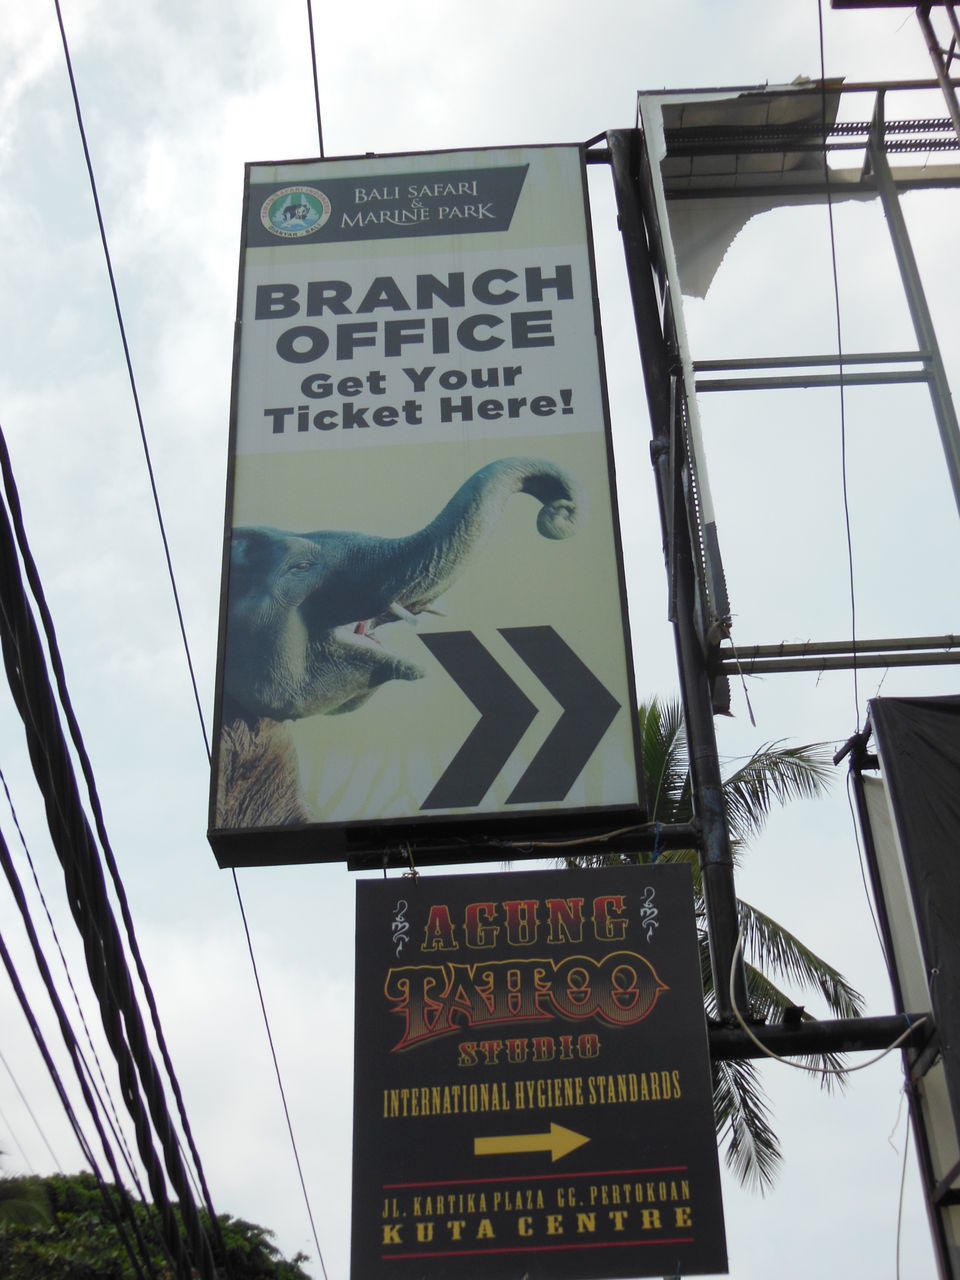 BALI SAFARI
&
MARINE PARK
BRANCH
OFFICE
Get Your
Ticket Here!
AGUNG
TATTOO
STUDIO
INTERNATIONAL HYGIENE STANDARDS
JL. KARTIKA PLAZA GG. PERTOKOAN
KUTA CENTRE